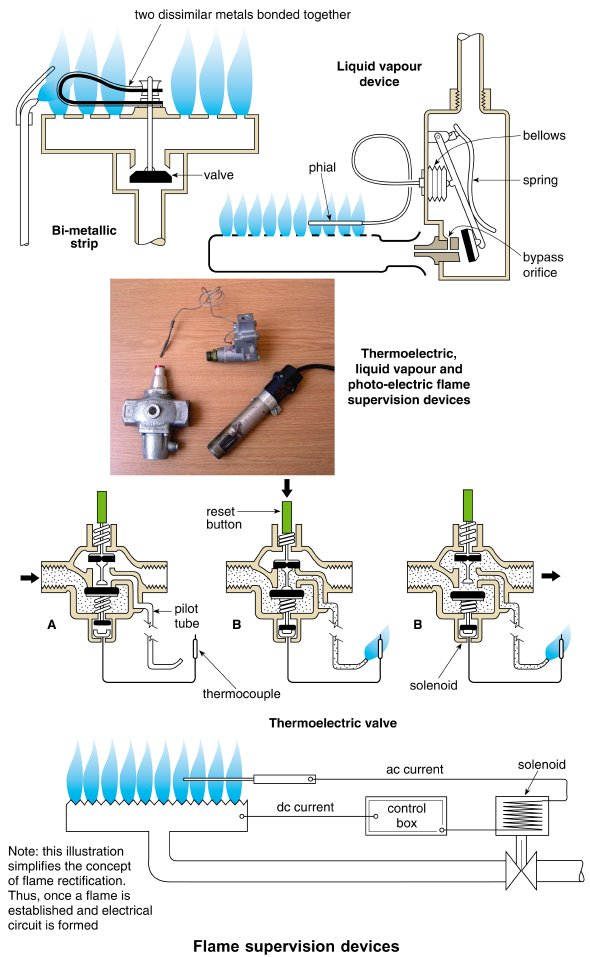 two dissimilar metals bonded together
Liquid vapour
device
bellows
phial
spring
valve
Bi-metallic
strip
bypass
orifice
Thermoelectric,
liquid vapour and
photo-electric flame
supervision devices
reset
button
A
pilot
tube
B
B
thermocouple
solenoid
Thermoelectric valve
ac current
solenoid
dc current
control
box
Note: this illustration
simplifies the concept
of flame rectification.
Thus, once a flame is
established and electrical
circuit is formed
Flame supervision devices